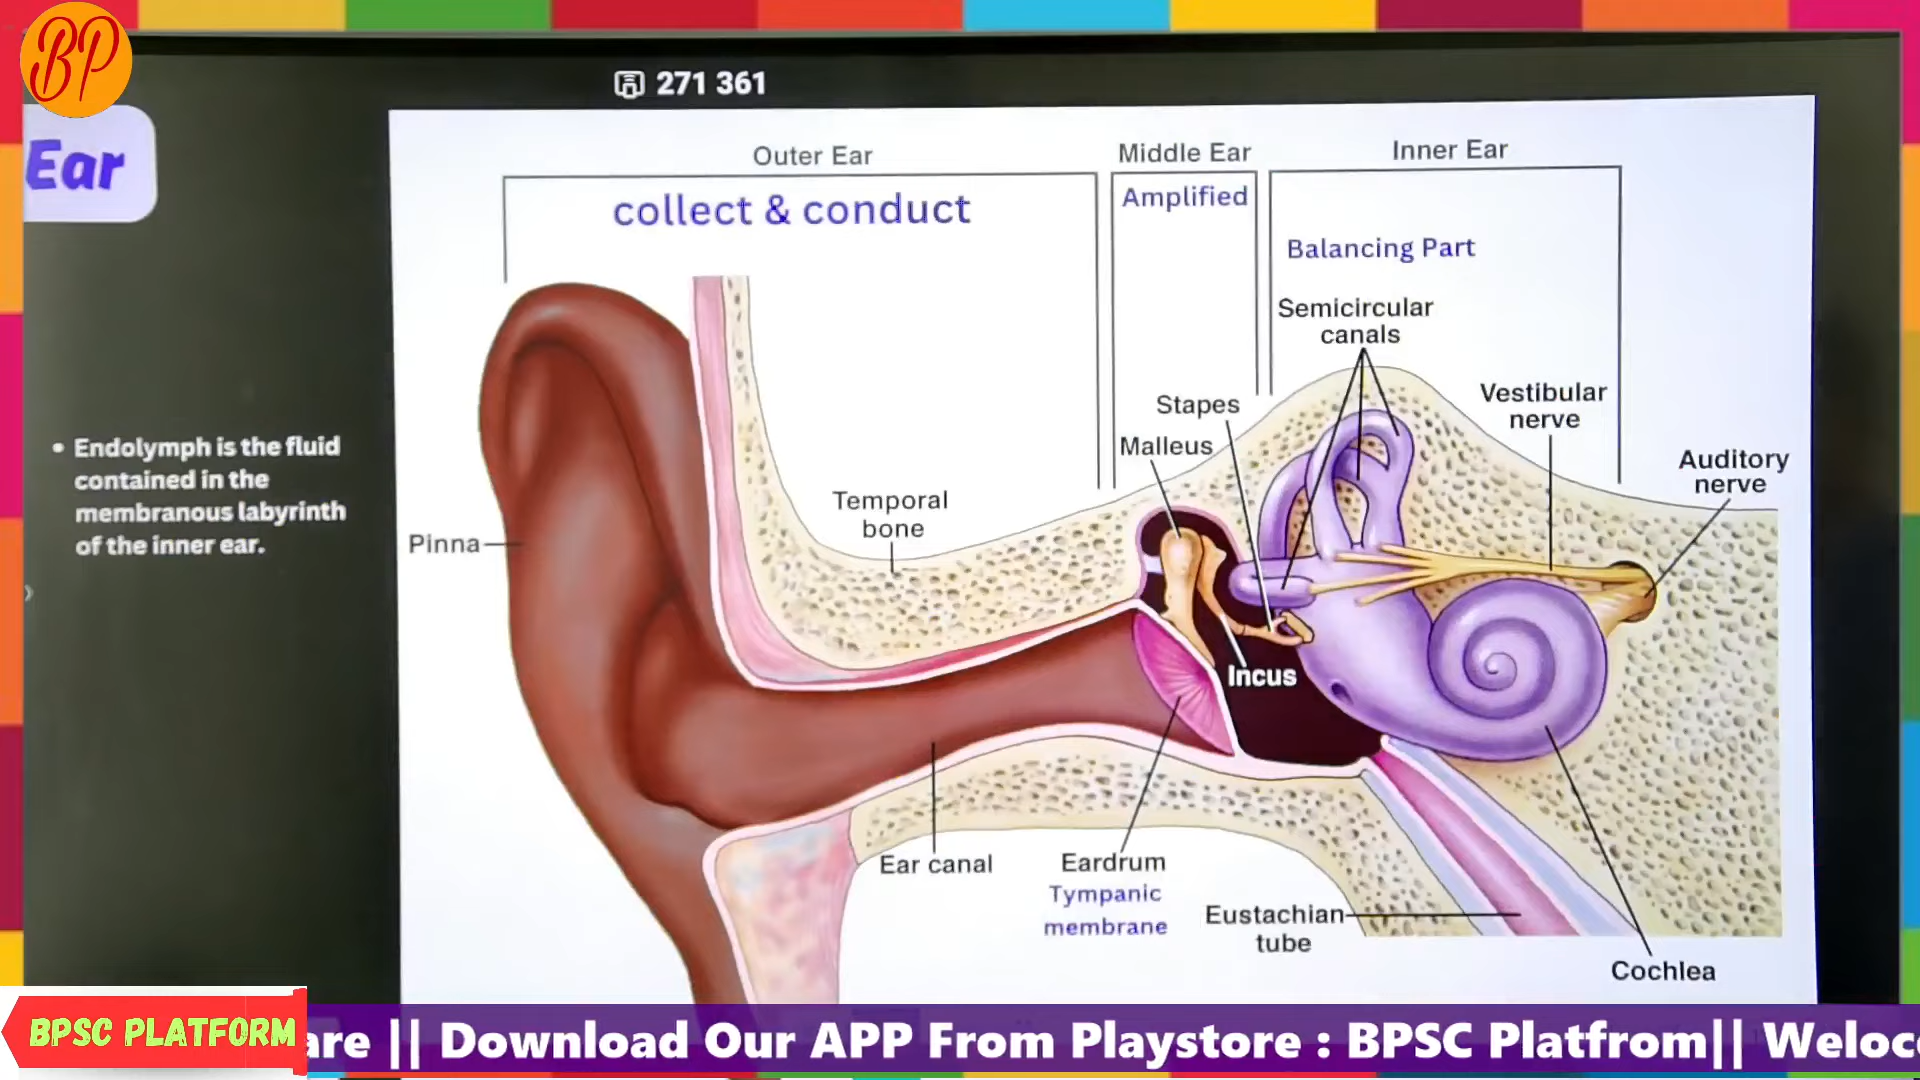 BP
271 361
Ear
Outer Ear
Middle Ear
Inner Ear
collect & conduct
Amplified
Balancing Part
Semicircular
canals
Stapes
Malleus
Vestibular
nerve
Auditory
nerve
Temporal
bone
• Endolymph is the fluid
contained in the
membranous labyrinth
of the inner ear.
Pinna
Incus
Ear canal
Eardrum
Tympanic
membrane
Eustachian
tube
Cochlea
BPSC PLATFORM
are || Download Our APP From Playstore : BPSC Platfrom|| Weloc